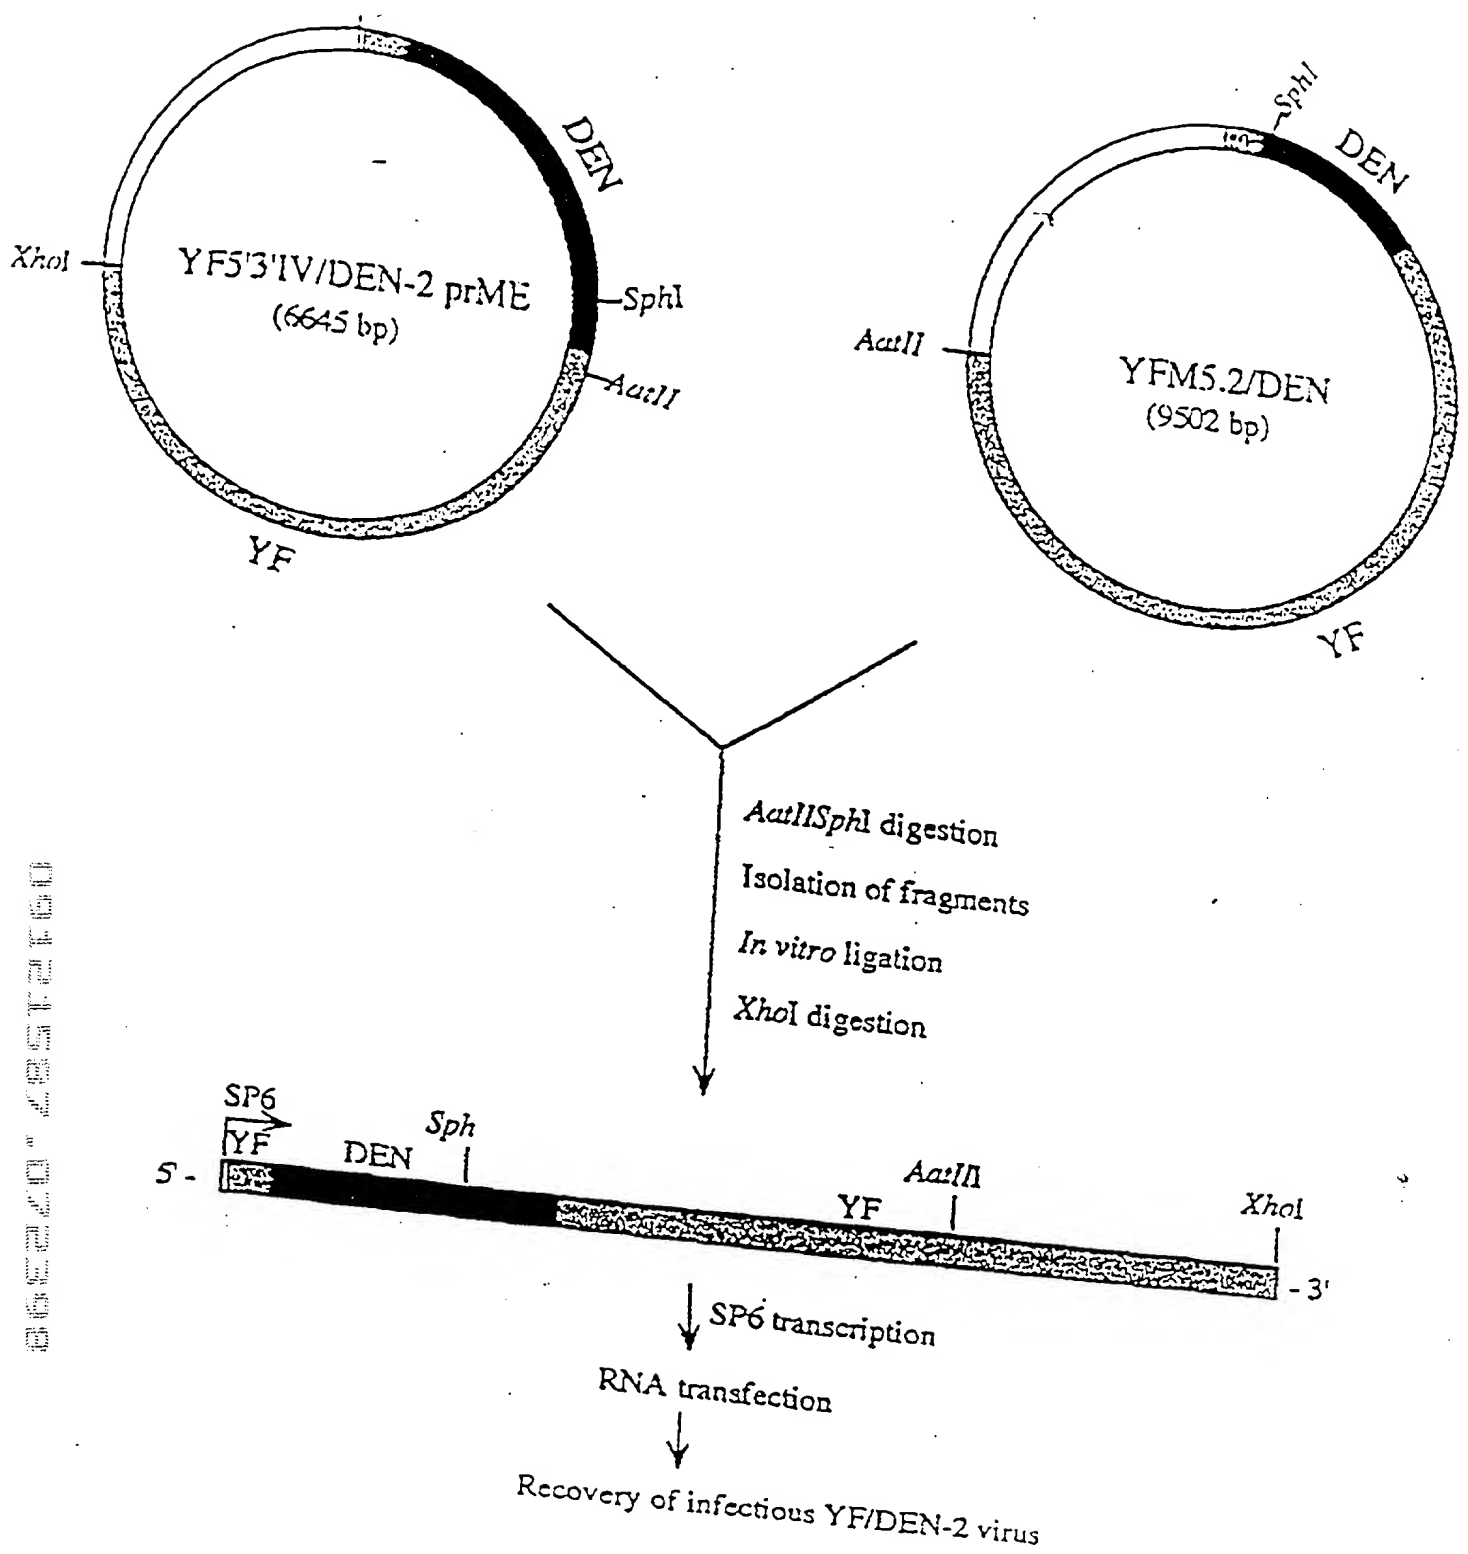 DEN
XhoI
YF5'3'IV/DEN-2 prME
(6645 bp)
SphI
AatII
YF
SphI
DEN
AatII
YFM5.2/DEN
(9502 bp)
YF
AatIISphI digestion
Isolation of fragments
In vitro ligation
XhoI digestion
SP6
YF
DEN
Sph
5' -
YF
AatII
XhoI
- 3'
SP6 transcription
RNA transfection
Recovery of infectious YF/DEN-2 virus